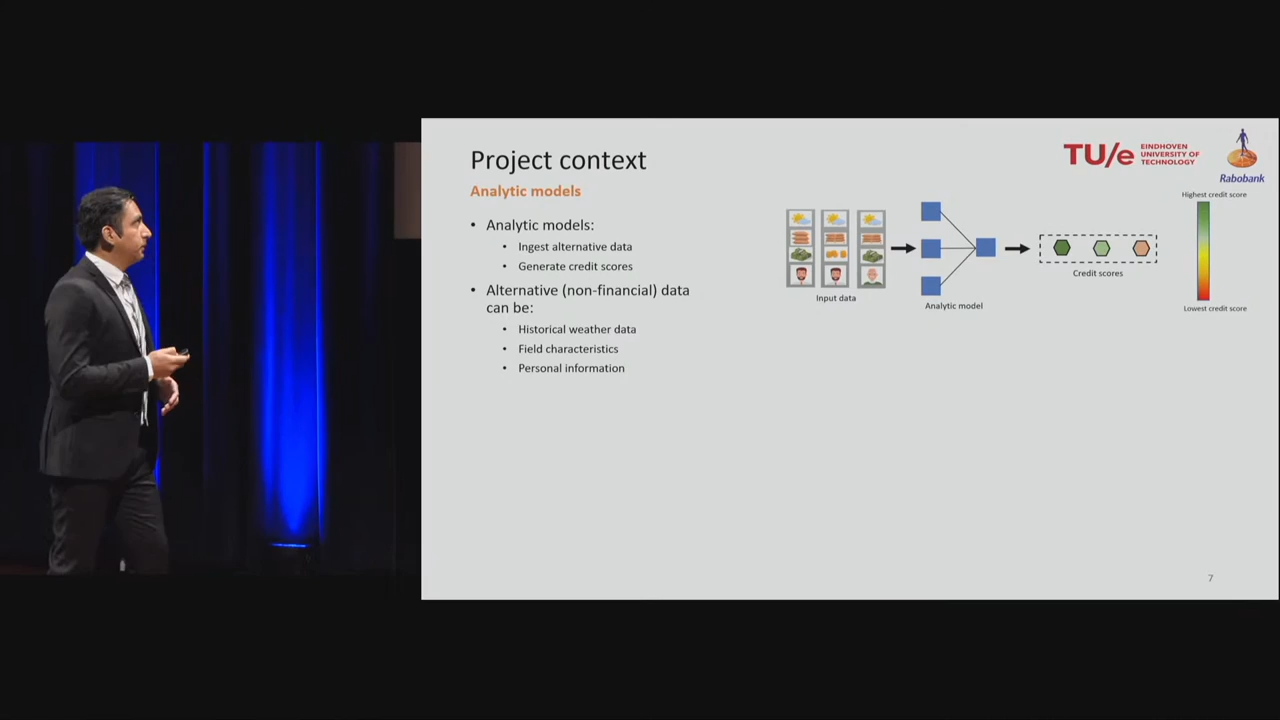 Project context
Analytic models
• Analytic models:
• Ingest alternative data
• Generate credit scores
• Alternative (non-financial) data
can be:
• Historical weather data
• Field characteristics
• Personal information
Input data
Analytic model
Credit scores
TU/e EINDHOVEN
UNIVERSITY OF
TECHNOLOGY
Rabobank
Highest credit score
Lowest credit score
7